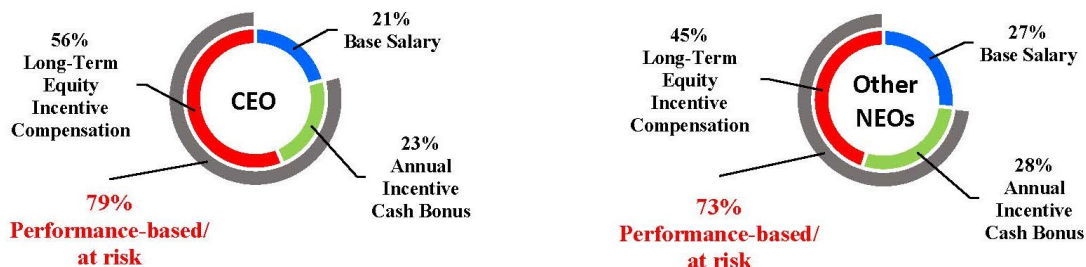 56%
Long-Term
Equity
Incentive
Compensation
21%
Base Salary
CEO
23%
Annual
Incentive
Cash Bonus
79%
Performance-based/
at risk
45%
Long-Term
Equity
Incentive
Compensation
27%
Base Salary
Other
NEOs
28%
Annual
Incentive
Cash Bonus
73%
Performance-based/
at risk